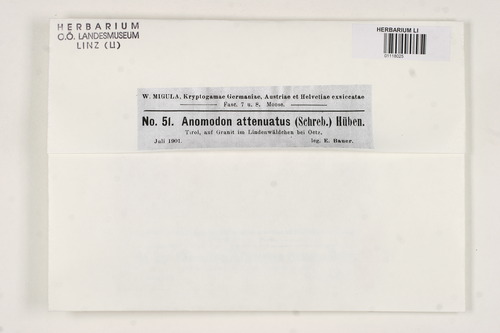 HERBARIUM
O.Ö. LANDESMUSEUM
LINZ (LI)
HERBARIUM LI
01118025
W. MIGULA, Kryptogamae Germaniae, Austriae et Helvetiae exsiccatae
Fasc. 7 u. 8, Moose.
No. 51. Anomodon attenuatus (Schreb.) Hüben.
Tirol, auf Granit im Lindenwäldchen bei Oetz.
Juli 1901. leg. E. Bauer.